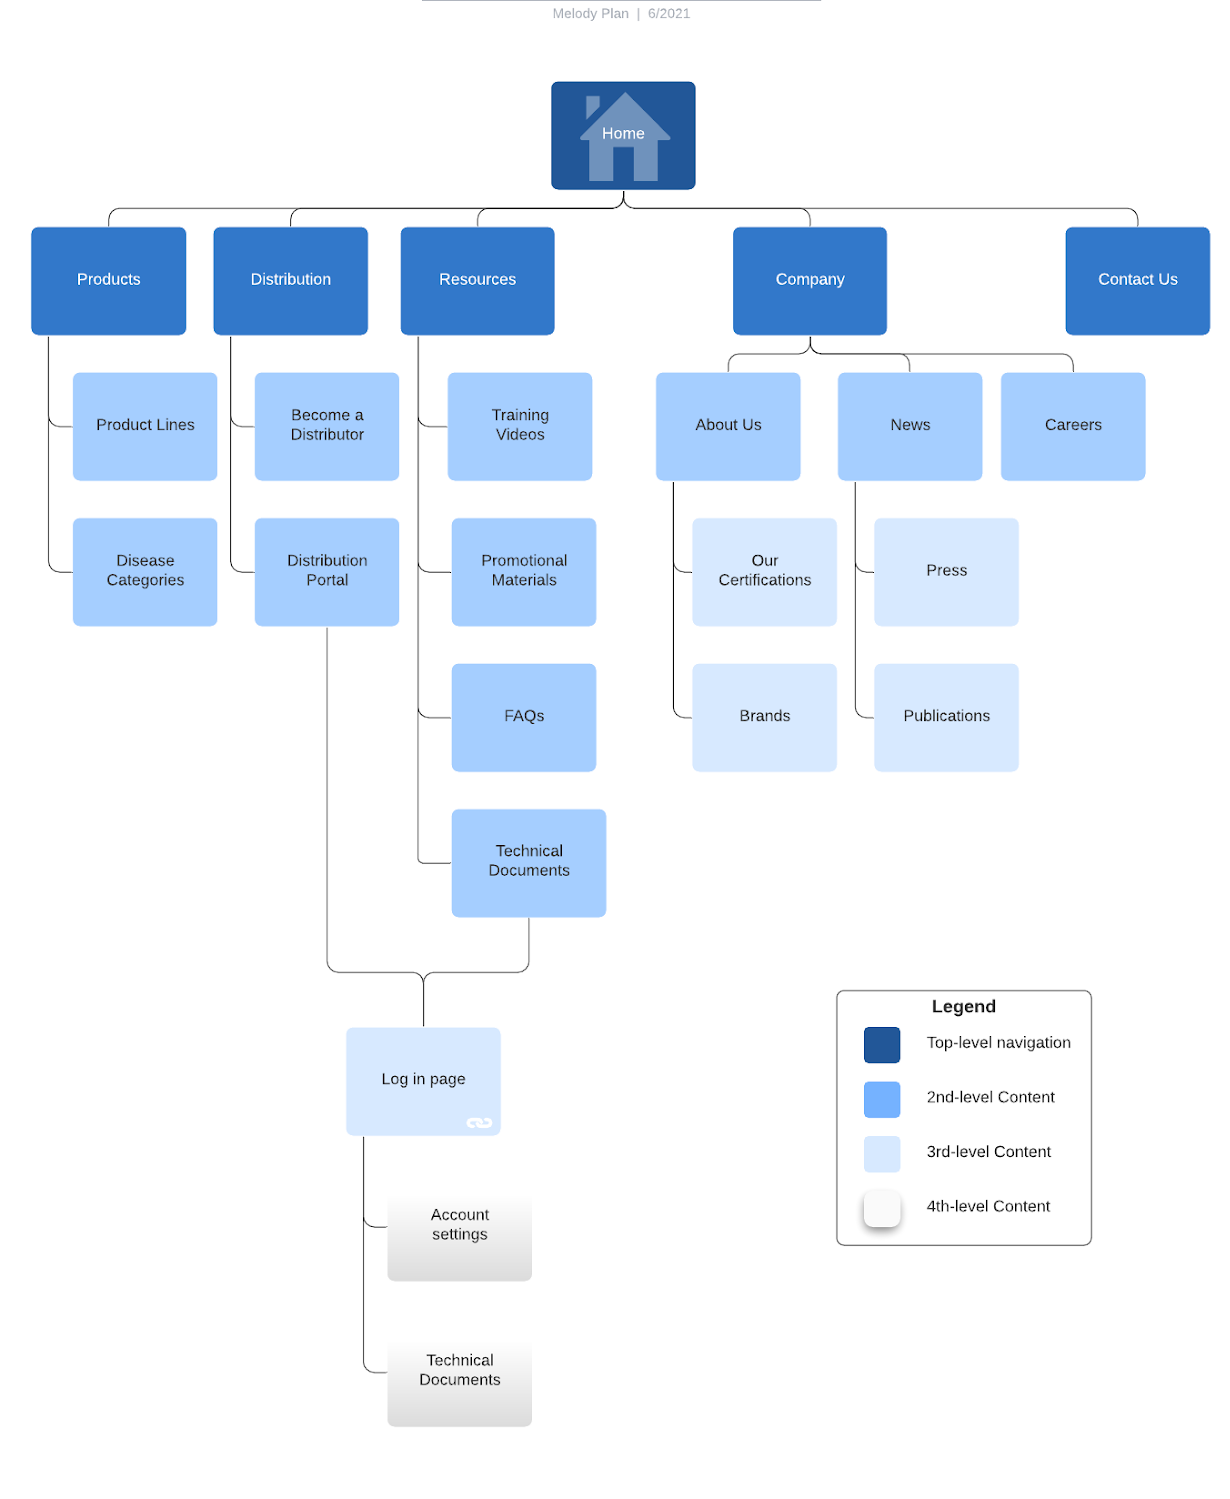 Melody Plan | 6/2021
Home
Products
Distribution
Resources
Company
Contact Us
Product Lines
Become a
Distributor
Training
Videos
About Us
News
Careers
Disease
Categories
Distribution
Portal
Promotional
Materials
Our
Certifications
Press
FAQs
Brands
Publications
Technical
Documents
Log in page
Account
settings
Technical
Documents
Legend
Top-level navigation
2nd-level Content
3rd-level Content
4th-level Content